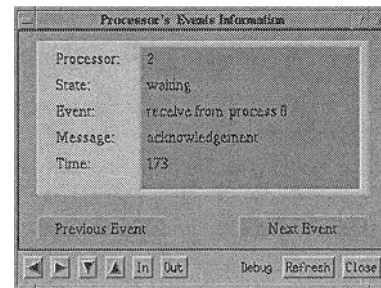 Processor's Events Information
Processor: 2
State: waiting
Event: receive from process 0
Message: acknowledgement
Time: 173
Previous Event Next Event
In Out Debug Refresh Close